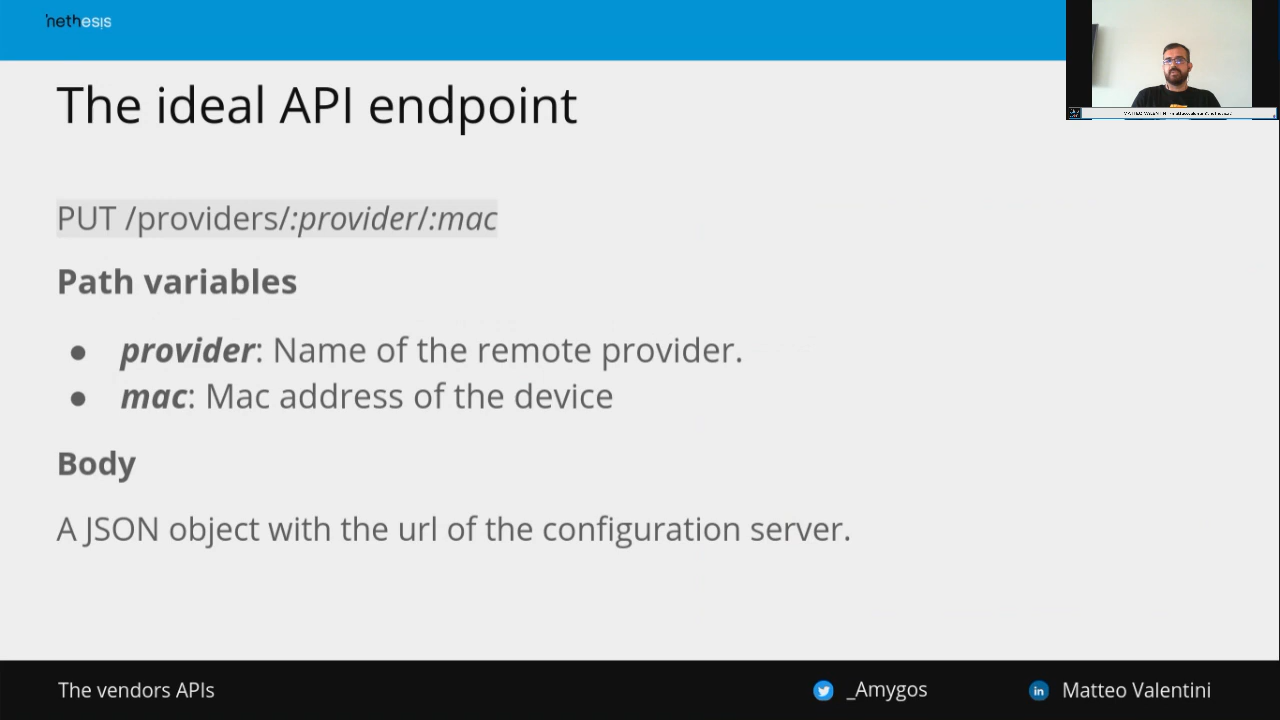 nethesis
The ideal API endpoint
PUT /providers/:provider/:mac
Path variables
● provider: Name of the remote provider.
● mac: Mac address of the device
Body
A JSON object with the url of the configuration server.
The vendors APIs
_Amygos
in
Matteo Valentini